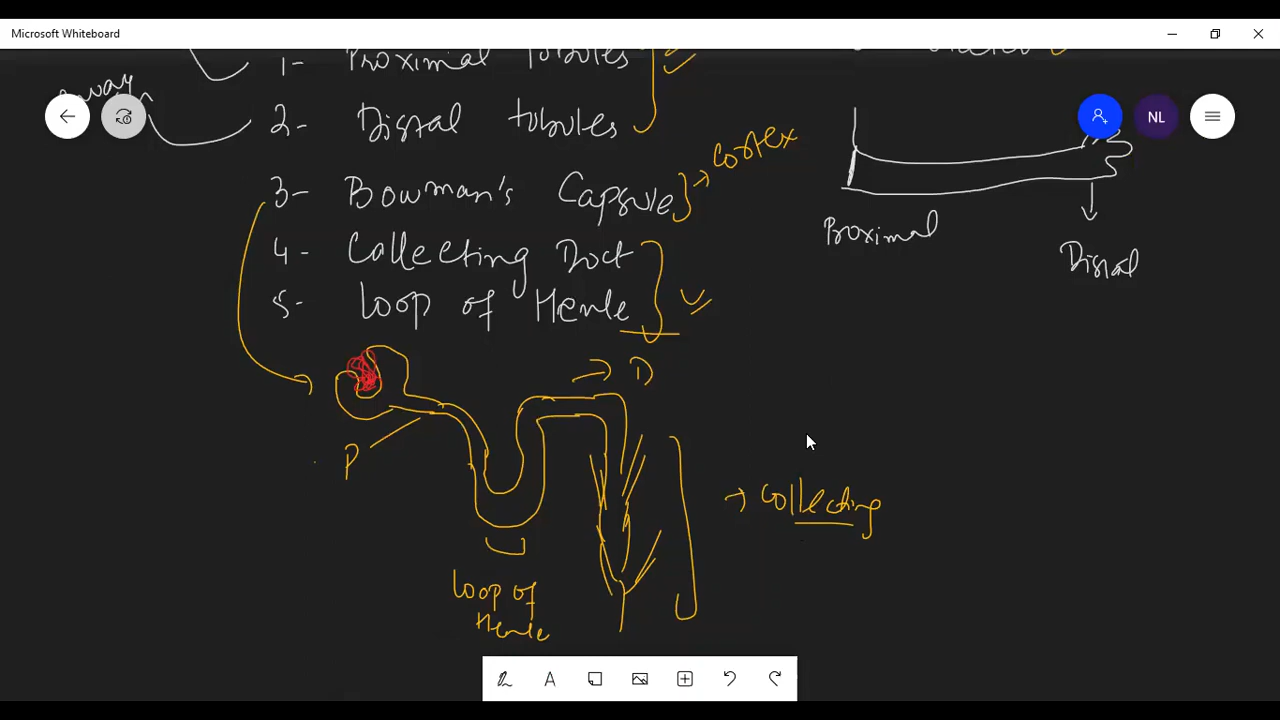 Microsoft Whiteboard
1- Proximal tubules
away
2- Distal tubules
NL
3- Bowman's Capsule → Cortex
4- Collecting Duct
5- Loop of Henle
Proximal
Distal
→ D
P
→ Collecting
Loop of
Henle
A